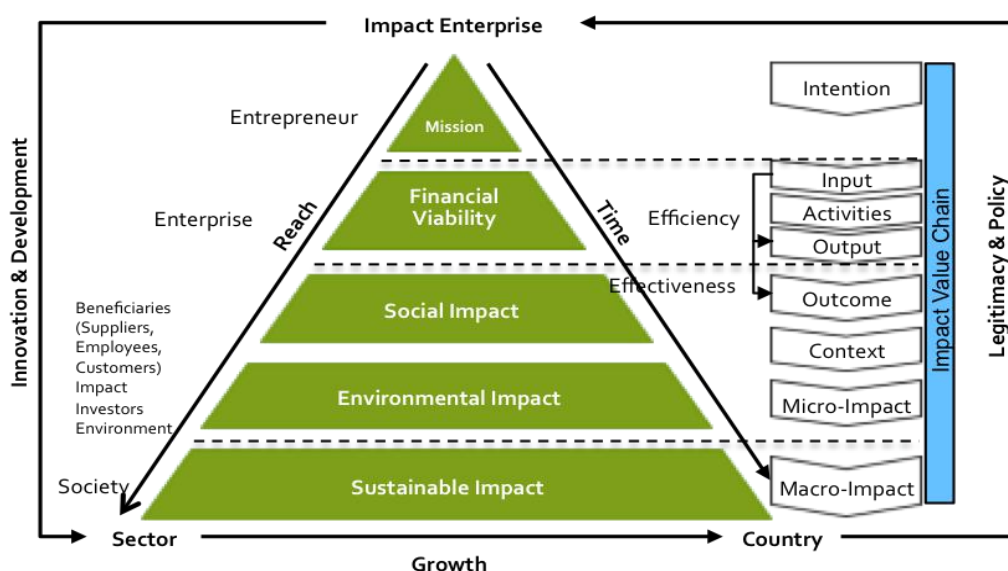 Impact Enterprise
Innovation & Development
Entrepreneur
Mission
Intention
Enterprise
Reach
Financial
Viability
Time
Efficiency
Input
Activities
Output
Effectiveness
Outcome
Beneficiaries
(Suppliers,
Employees,
Customers)
Impact
Investors
Environment
Social Impact
Context
Environmental Impact
Micro-Impact
Society
Sustainable Impact
Macro-Impact
Impact Value Chain
Legitimacy & Policy
Sector
Growth
Country